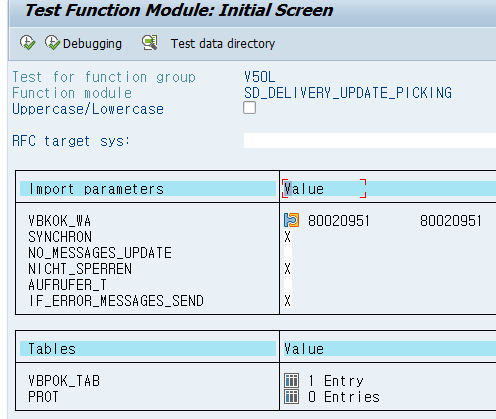 Test Function Module: Initial Screen
Debugging Test data directory
Test for function group V50L
Function module SD_DELIVERY_UPDATE_PICKING
Uppercase/Lowercase
RFC target sys:
Import parameters Value
VBKOK_WA 80020951 80020951
SYNCHRON X
NO_MESSAGES_UPDATE
NICHT_SPERREN X
AUFRUFER_T
IF_ERROR_MESSAGES_SEND X
Tables Value
VBPOK_TAB 1 Entry
PROT 0 Entries